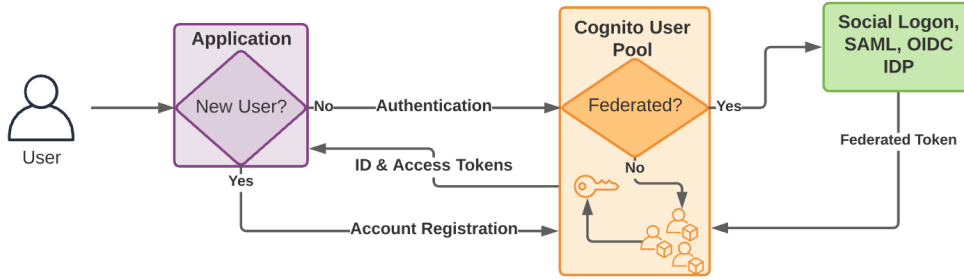 Application
Cognito User
Pool
Social Logon,
SAML, OIDC
IDP
New User?
No
Authentication
Federated?
Yes
User
Federated Token
ID & Access Tokens
No
Yes
Account Registration